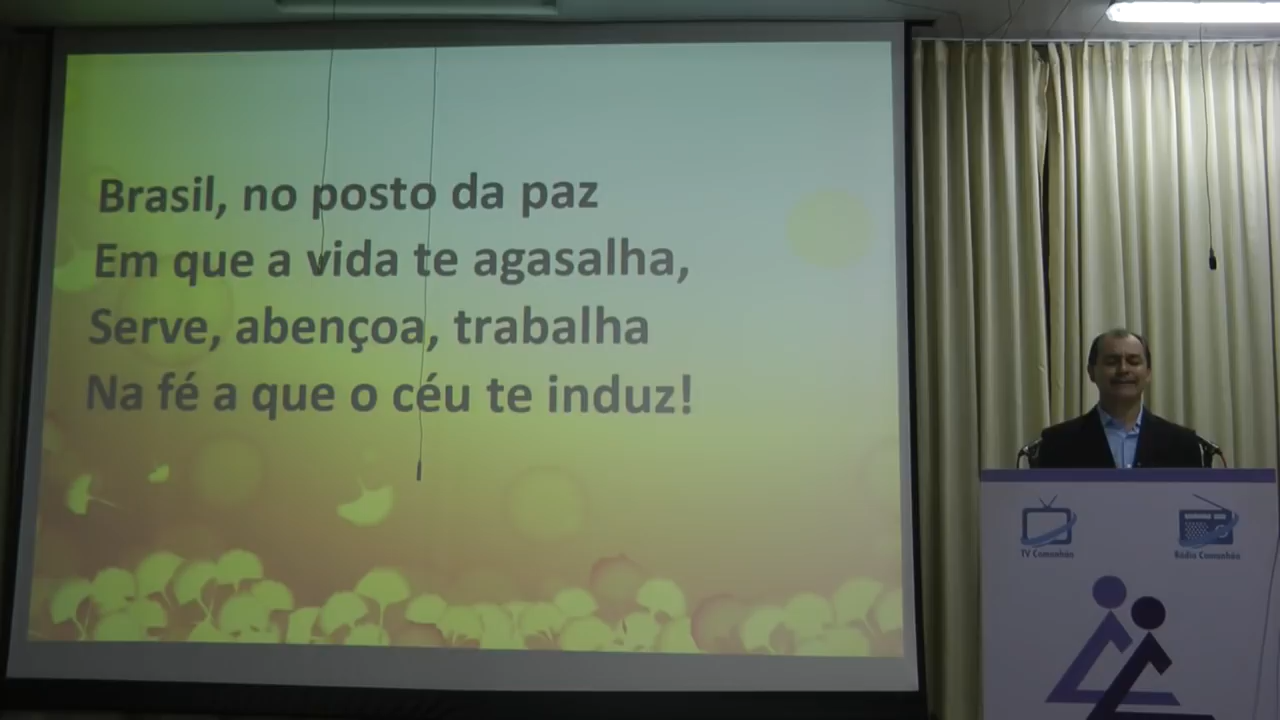 Brasil, no posto da paz
Em que a vida te agasalha,
Serve, abençoa, trabalha
Na fé a que o céu te induz!
TV Comunhão
Rádio Comunhão